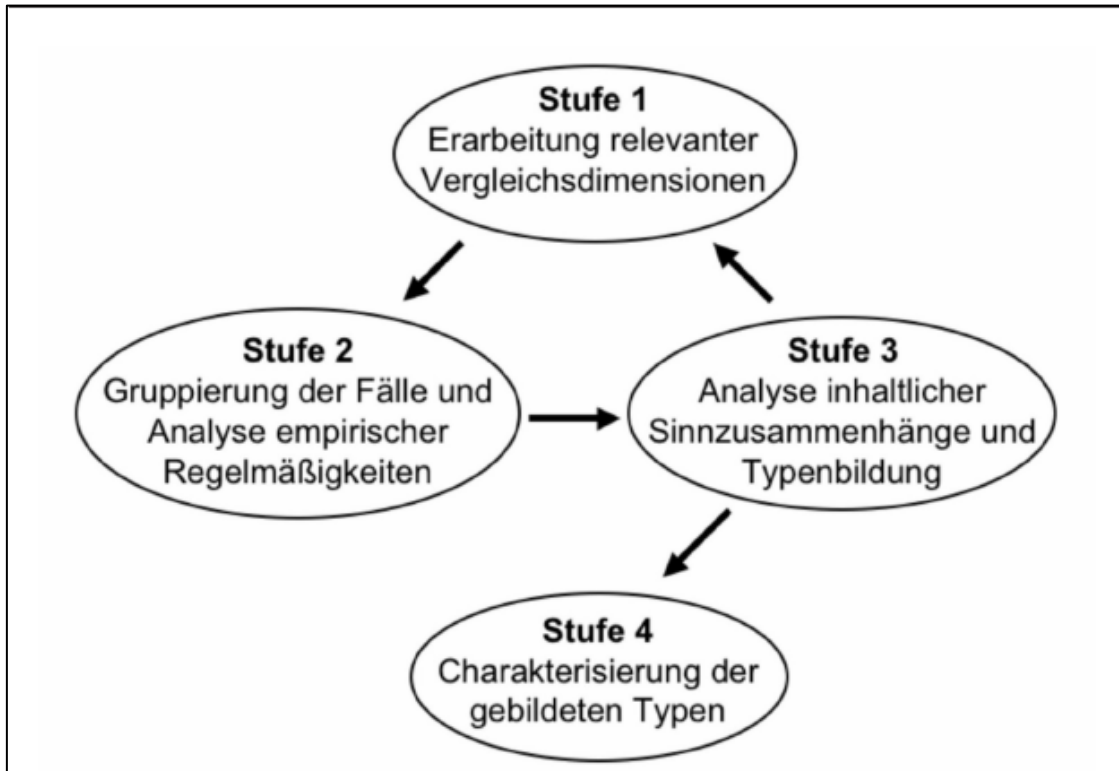 Stufe 1
Erarbeitung relevanter
Vergleichsdimensionen
Stufe 2
Gruppierung der Fälle und
Analyse empirischer
Regelmäßigkeiten
Stufe 3
Analyse inhaltlicher
Sinnzusammenhänge und
Typenbildung
Stufe 4
Charakterisierung der
gebildeten Typen